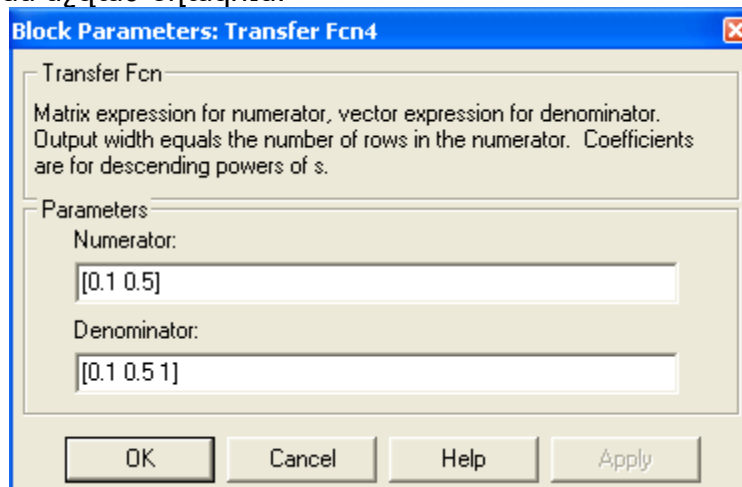 Block Parameters: Transfer Fcn4
Transfer Fcn
Matrix expression for numerator, vector expression for denominator.
Output width equals the number of rows in the numerator. Coefficients
are for descending powers of s.
Parameters
Numerator:
[0.1 0.5]
Denominator:
[0.1 0.5 1]
OK Cancel Help Apply